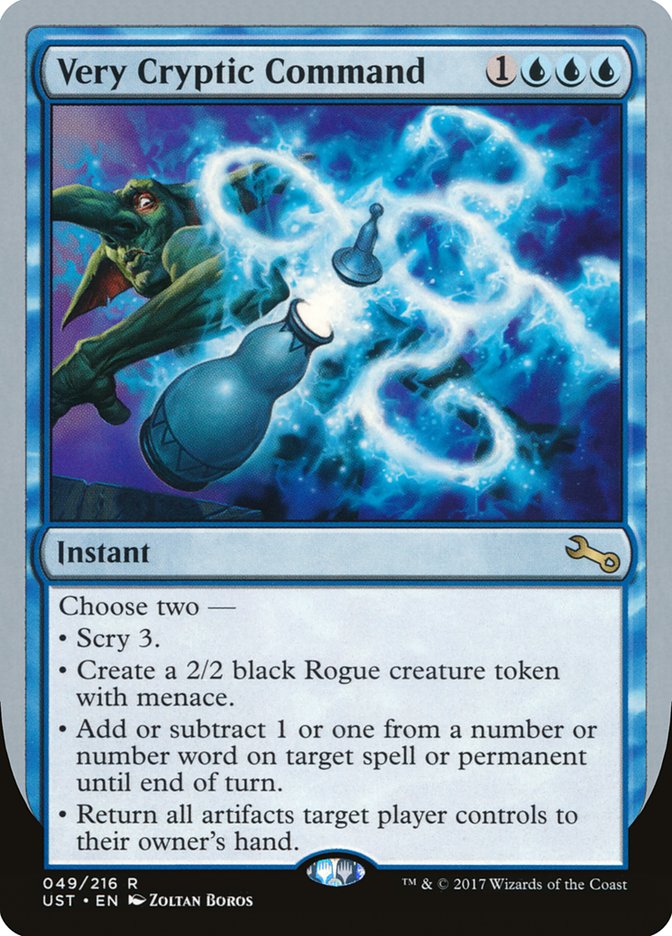 Very Cryptic Command 1
Instant
Choose two —
• Scry 3.
• Create a 2/2 black Rogue creature token
with menace.
• Add or subtract 1 or one from a number or
number word on target spell or permanent
until end of turn.
• Return all artifacts target player controls to
their owner's hand.
049/216 R
UST • EN Zoltan Boros
™ & © 2017 Wizards of the Coast